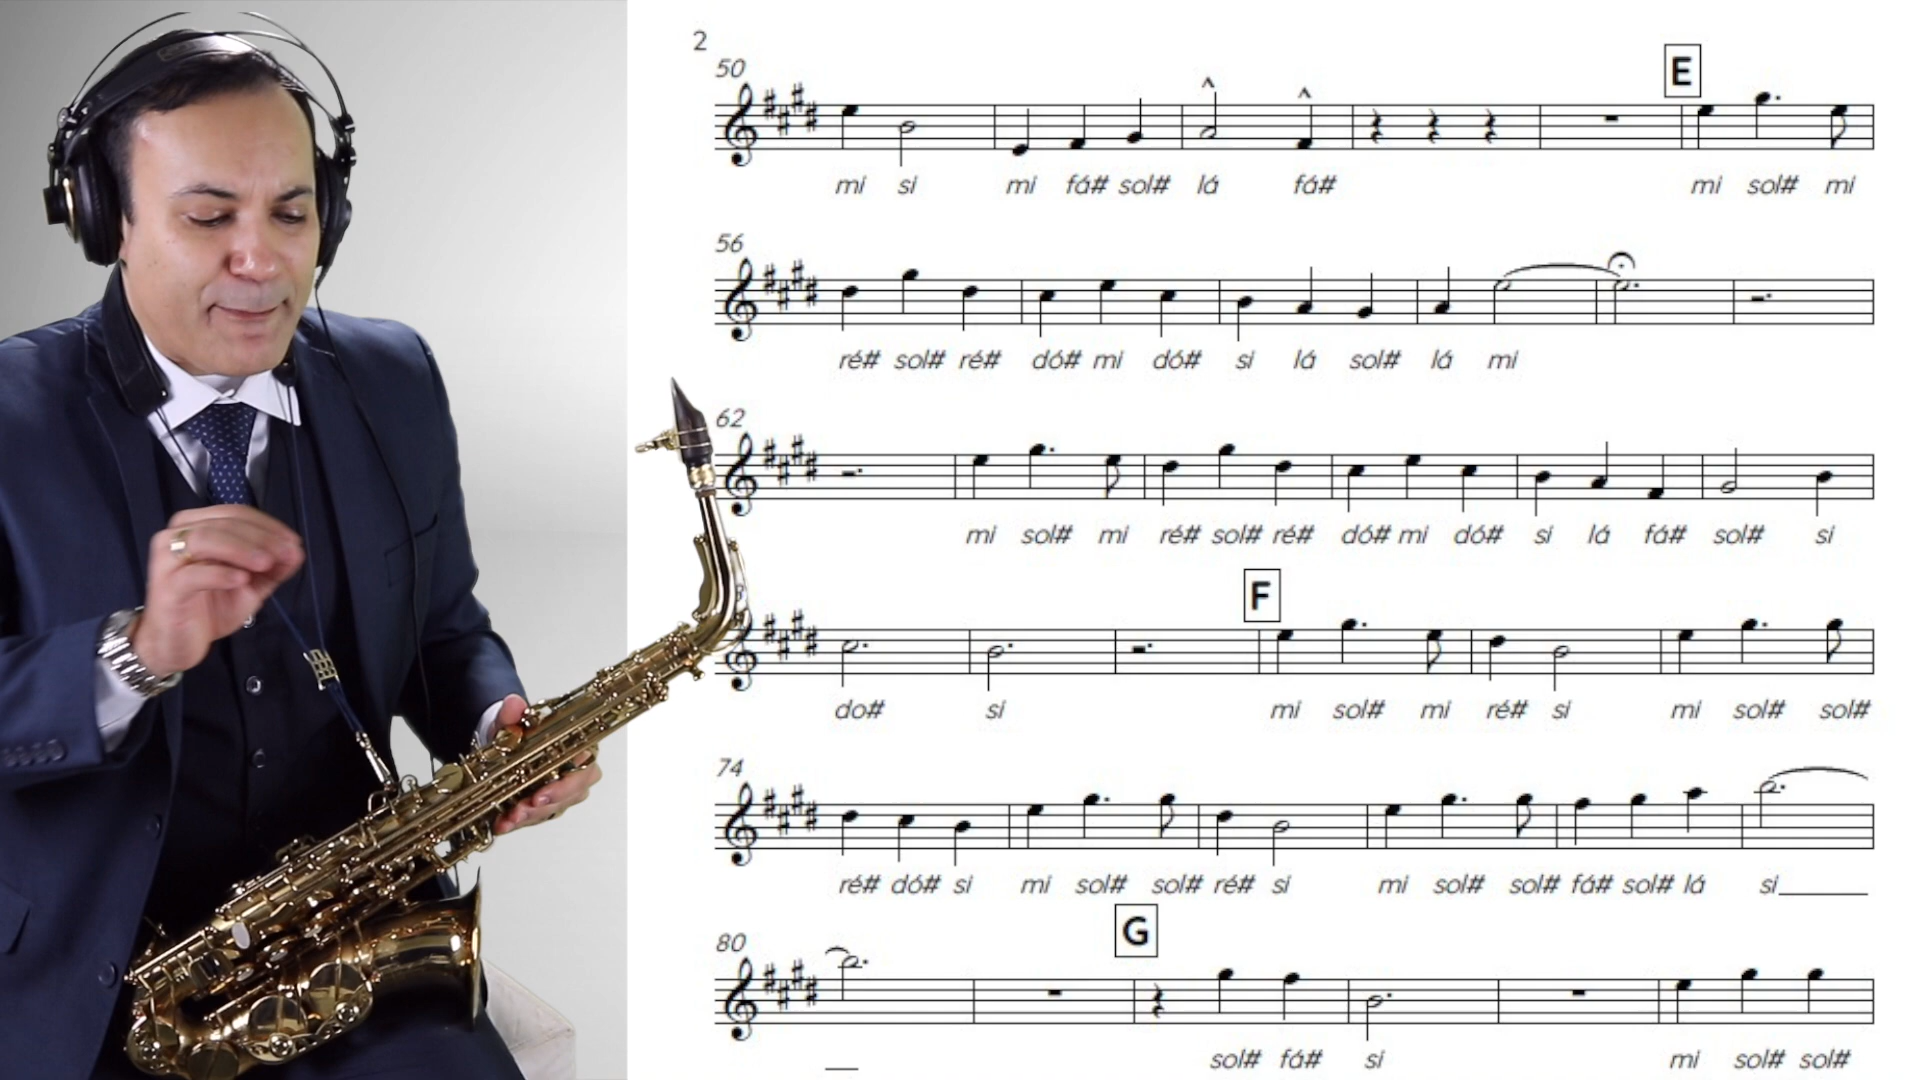 2
50
E
mi si mi fá# sol# lá fá# mi sol# mi
56
ré# sol# ré# dó# mi dó# si lá sol# lá mi
62
mi sol# mi ré# sol# ré# dó# mi dó# si lá fá# sol# si
F
do# si mi sol# mi ré# si mi sol# sol#
74
ré# dó# si mi sol# sol# ré# si mi sol# sol# fá# sol# lá si
80
G
sol# fá# si mi sol# sol#